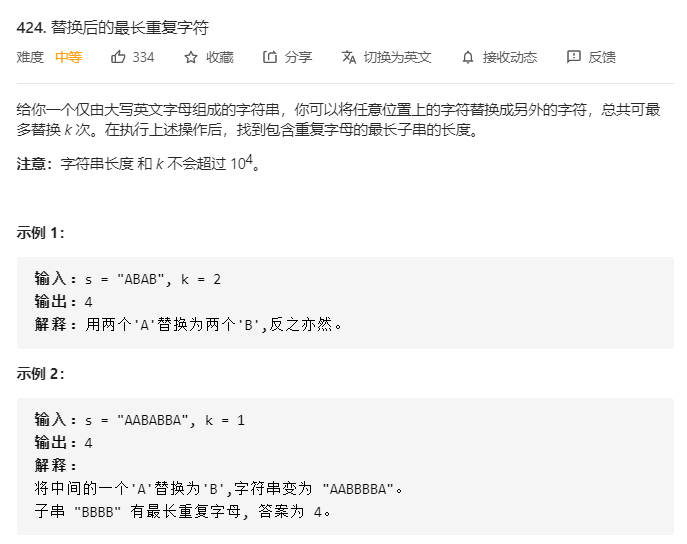 424. 替换后的最长重复字符
难度 中等 334 收藏 分享 切换为英文 接收动态 反馈
给你一个仅由大写英文字母组成的字符串，你可以将任意位置上的字符替换成另外的字符，总共可最
多替换 k 次。在执行上述操作后，找到包含重复字母的最长子串的长度。
注意：字符串长度 和 k 不会超过 10⁴。
示例 1：
输入：s = "ABAB", k = 2
输出：4
解释：用两个'A'替换为两个'B',反之亦然。
示例 2：
输入：s = "AABABBA", k = 1
输出：4
解释：
将中间的一个'A'替换为'B',字符串变为 "AABBBBA"。
子串 "BBBB" 有最长重复字母, 答案为 4。